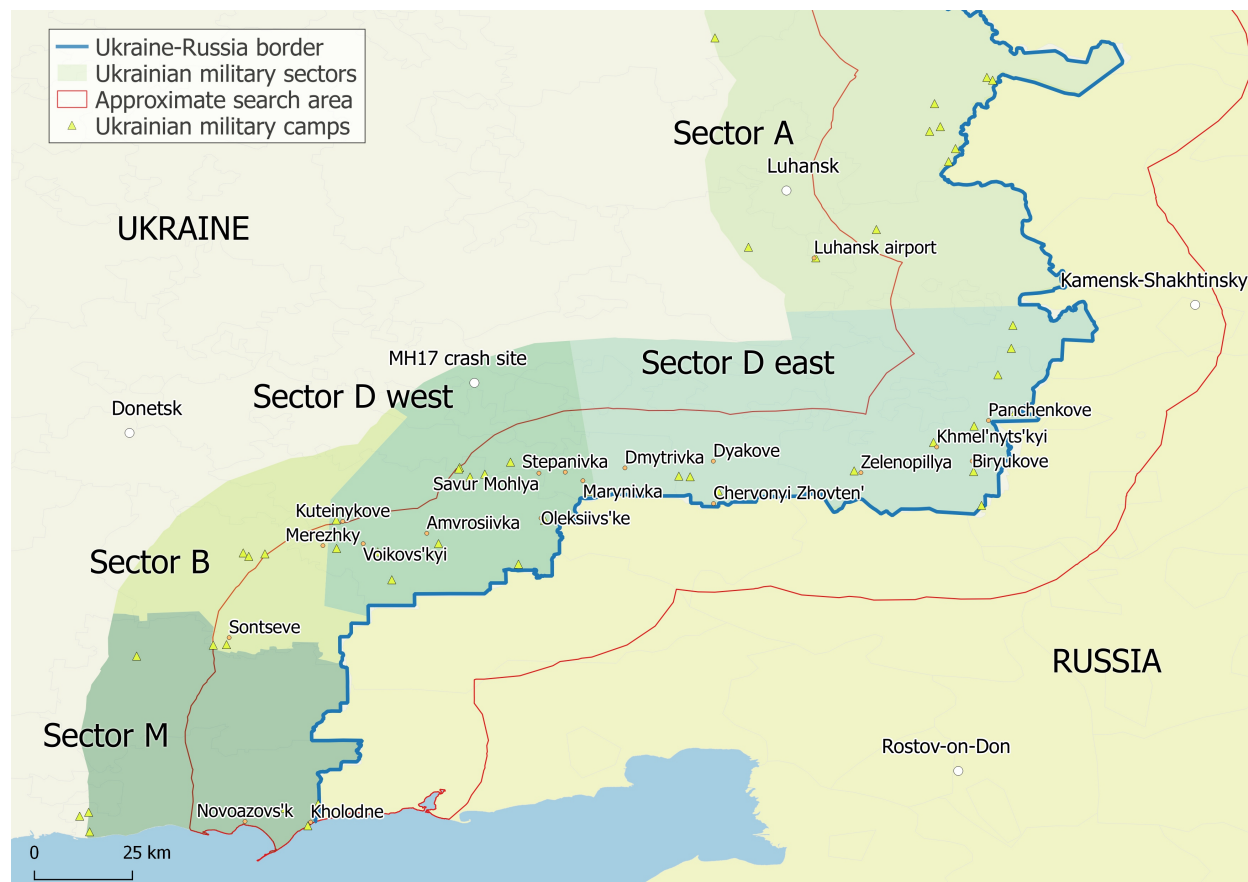 Ukraine-Russia border
Ukrainian military sectors
Approximate search area
Ukrainian military camps
Sector A
Luhansk
UKRAINE
Luhansk airport
Kamensk-Shakhtinsky
MH17 crash site
Sector D east
Sector D west
Donetsk
Panchenkove
Khmel'nyts'kyi
Stepanivka
Dmytrivka
Dyakove
Zelenopillya
Biryukove
Savur Mohlya
Marynivka
Chervonyi Zhovten'
Kuteinykove
Amvrosiivka
Oleksiivs'ke
Merezhky
Voikovs'kyi
Sector B
Sontseve
RUSSIA
Sector M
Rostov-on-Don
Novoazovs'k
Kholodne
0 25 km